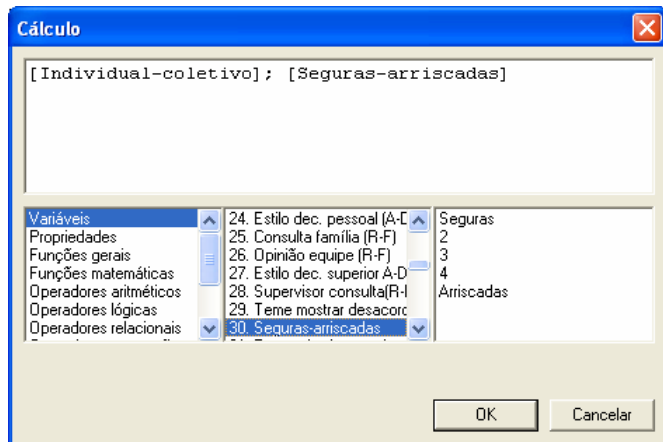 Cálculo
[Individual-coletivo]; [Seguras-arriscadas]
Variáveis
Propriedades
Funções gerais
Funções matemáticas
Operadores aritméticos
Operadores lógicas
Operadores relacionais
24. Estilo dec. pessoal (A-D
25. Consulta família (R-F)
26. Opinião equipe (R-F)
27. Estilo dec. superior A-D
28. Supervisor consulta(R-I
29. Teme mostrar desacord
30. Seguras-arriscadas
Seguras
2
3
4
Arriscadas
OK
Cancelar